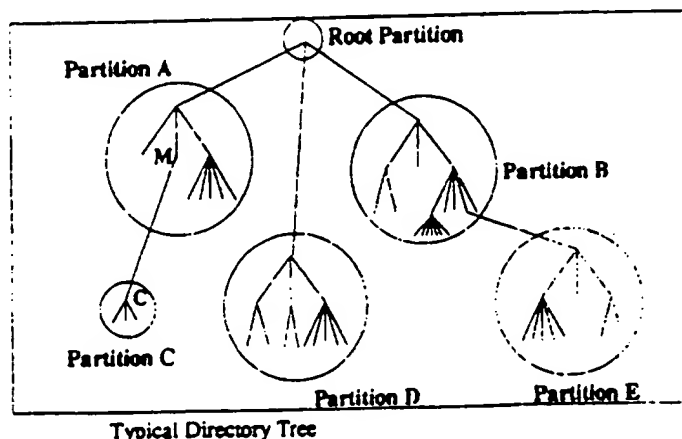 Root Partition
Partition A
M
Partition B
C
Partition C
Partition D
Partition E
Typical Directory Tree